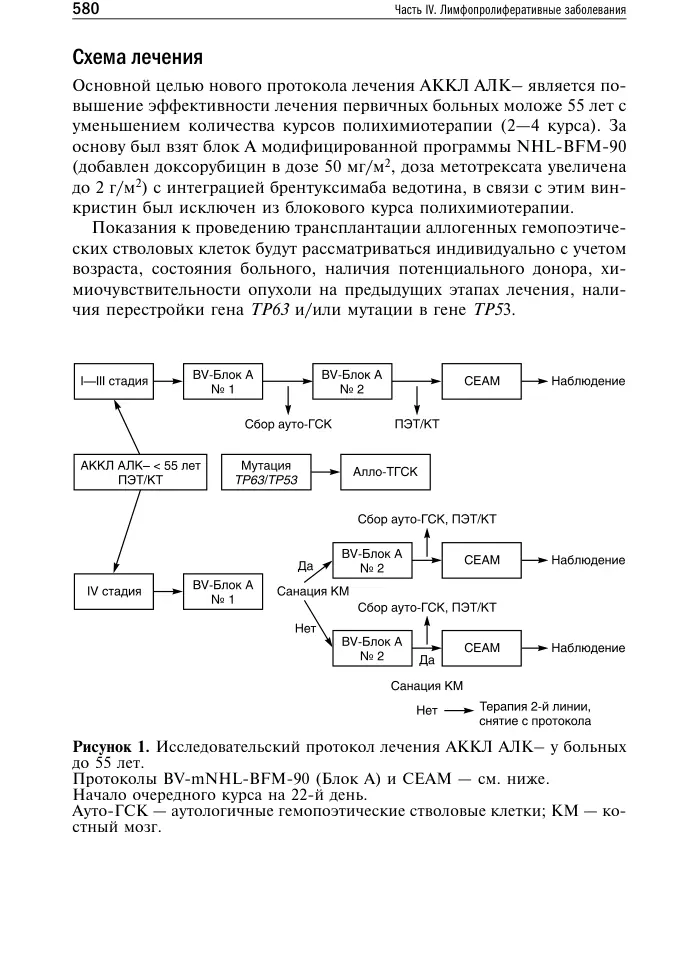 580
Часть IV. Лимфопролиферативные заболевания
Схема лечения
Основной целью нового протокола лечения АККЛ АЛК− является по-
вышение эффективности лечения первичных больных моложе 55 лет с
уменьшением количества курсов полихимиотерапии (2—4 курса). За
основу был взят блок А модифицированной программы NHL-BFM-90
(добавлен доксорубицин в дозе 50 мг/м², доза метотрексата увеличена
до 2 г/м²) с интеграцией брентуксимаба ведотина, в связи с этим вин-
кристин был исключен из блокового курса полихимиотерапии.
Показания к проведению трансплантации аллогенных гемопоэтиче-
ских стволовых клеток будут рассматриваться индивидуально с учетом
возраста, состояния больного, наличия потенциального донора, хи-
миочувствительности опухоли на предыдущих этапах лечения, нали-
чия перестройки гена TP63 и/или мутации в гене TP53.
I—III стадия
BV-Блок А
№ 1
BV-Блок А
№ 2
CEAM
Наблюдение
Сбор ауто-ГСК
ПЭТ/КТ
АККЛ АЛК− < 55 лет
ПЭТ/КТ
Мутация
TP63/TP53
Алло-ТГСК
Сбор ауто-ГСК, ПЭТ/КТ
Да
BV-Блок А
№ 2
CEAM
Наблюдение
IV стадия
BV-Блок А
№ 1
Санация КМ
Сбор ауто-ГСК, ПЭТ/КТ
Нет
BV-Блок А
№ 2
Да
CEAM
Наблюдение
Санация КМ
Нет
Терапия 2-й линии,
снятие с протокола
Рисунок 1. Исследовательский протокол лечения АККЛ АЛК− у больных
до 55 лет.
Протоколы BV-mNHL-BFM-90 (Блок А) и CEAM — см. ниже.
Начало очередного курса на 22-й день.
Ауто-ГСК — аутологичные гемопоэтические стволовые клетки; КМ — ко-
стный мозг.